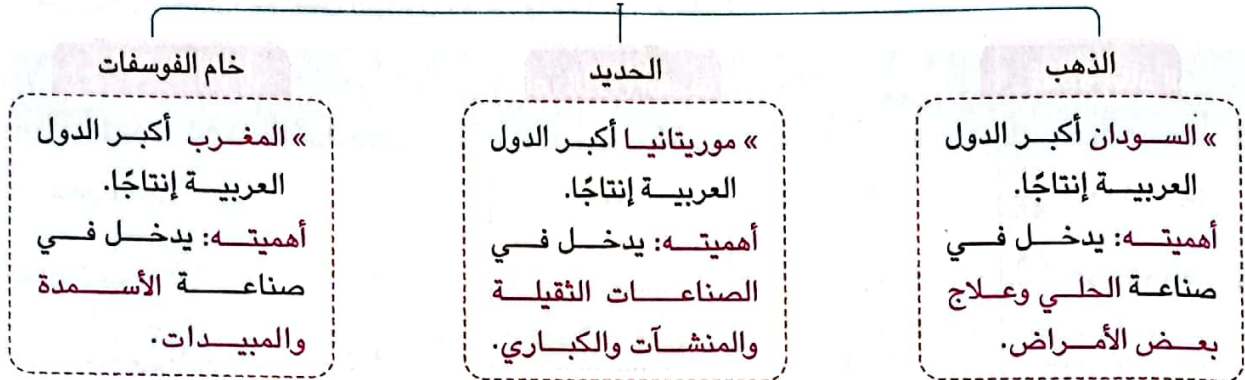 الذهب
» السودان أكبر الدول
العربية إنتاجًا.
أهميته: يدخل في
صناعة الحلي وعلاج
بعض الأمراض.
الحديد
» موريتانيا أكبر الدول
العربية إنتاجًا.
أهميته: يدخل في
الصناعات الثقيلة
والمنشآت والكباري.
خام الفوسفات
» المغرب أكبر الدول
العربية إنتاجًا.
أهميته: يدخل في
صناعة الأسمدة
والمبيدات.